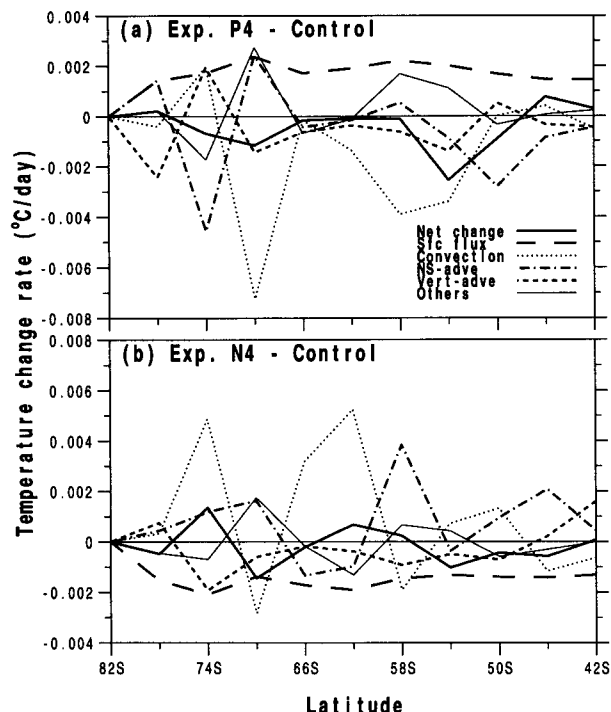 Temperature change rate (°C/day)
(a) Exp. P4 - Control
0.004
0.002
0
-0.002
-0.004
-0.006
-0.008
Net change
Sfc flux
Convection
NS-adve
Vert-adve
Others
(b) Exp. N4 - Control
0.008
0.006
0.004
0.002
0
-0.002
-0.004
82S 74S 66S 58S 50S 42S
Latitude